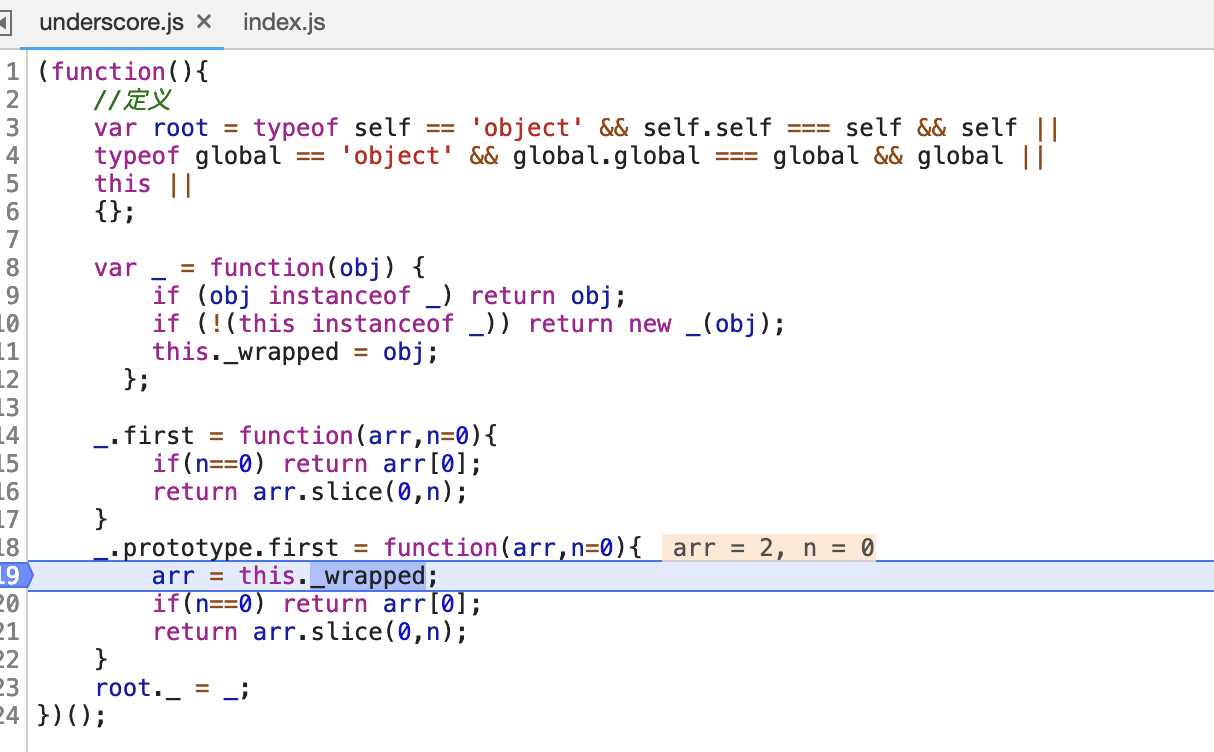 underscore.js × index.js
1 (function(){
2 //定义
3 var root = typeof self == 'object' && self.self === self && self ||
4 typeof global == 'object' && global.global === global && global ||
5 this ||
6 {};
7
8 var _ = function(obj) {
9 if (obj instanceof _) return obj;
10 if (!(this instanceof _)) return new _(obj);
11 this._wrapped = obj;
12 };
13
14 _.first = function(arr,n=0){
15 if(n==0) return arr[0];
16 return arr.slice(0,n);
17 }
18 _.prototype.first = function(arr,n=0){ arr = 2, n = 0
19 arr = this._wrapped;
20 if(n==0) return arr[0];
21 return arr.slice(0,n);
22 }
23 root._ = _;
24 })();